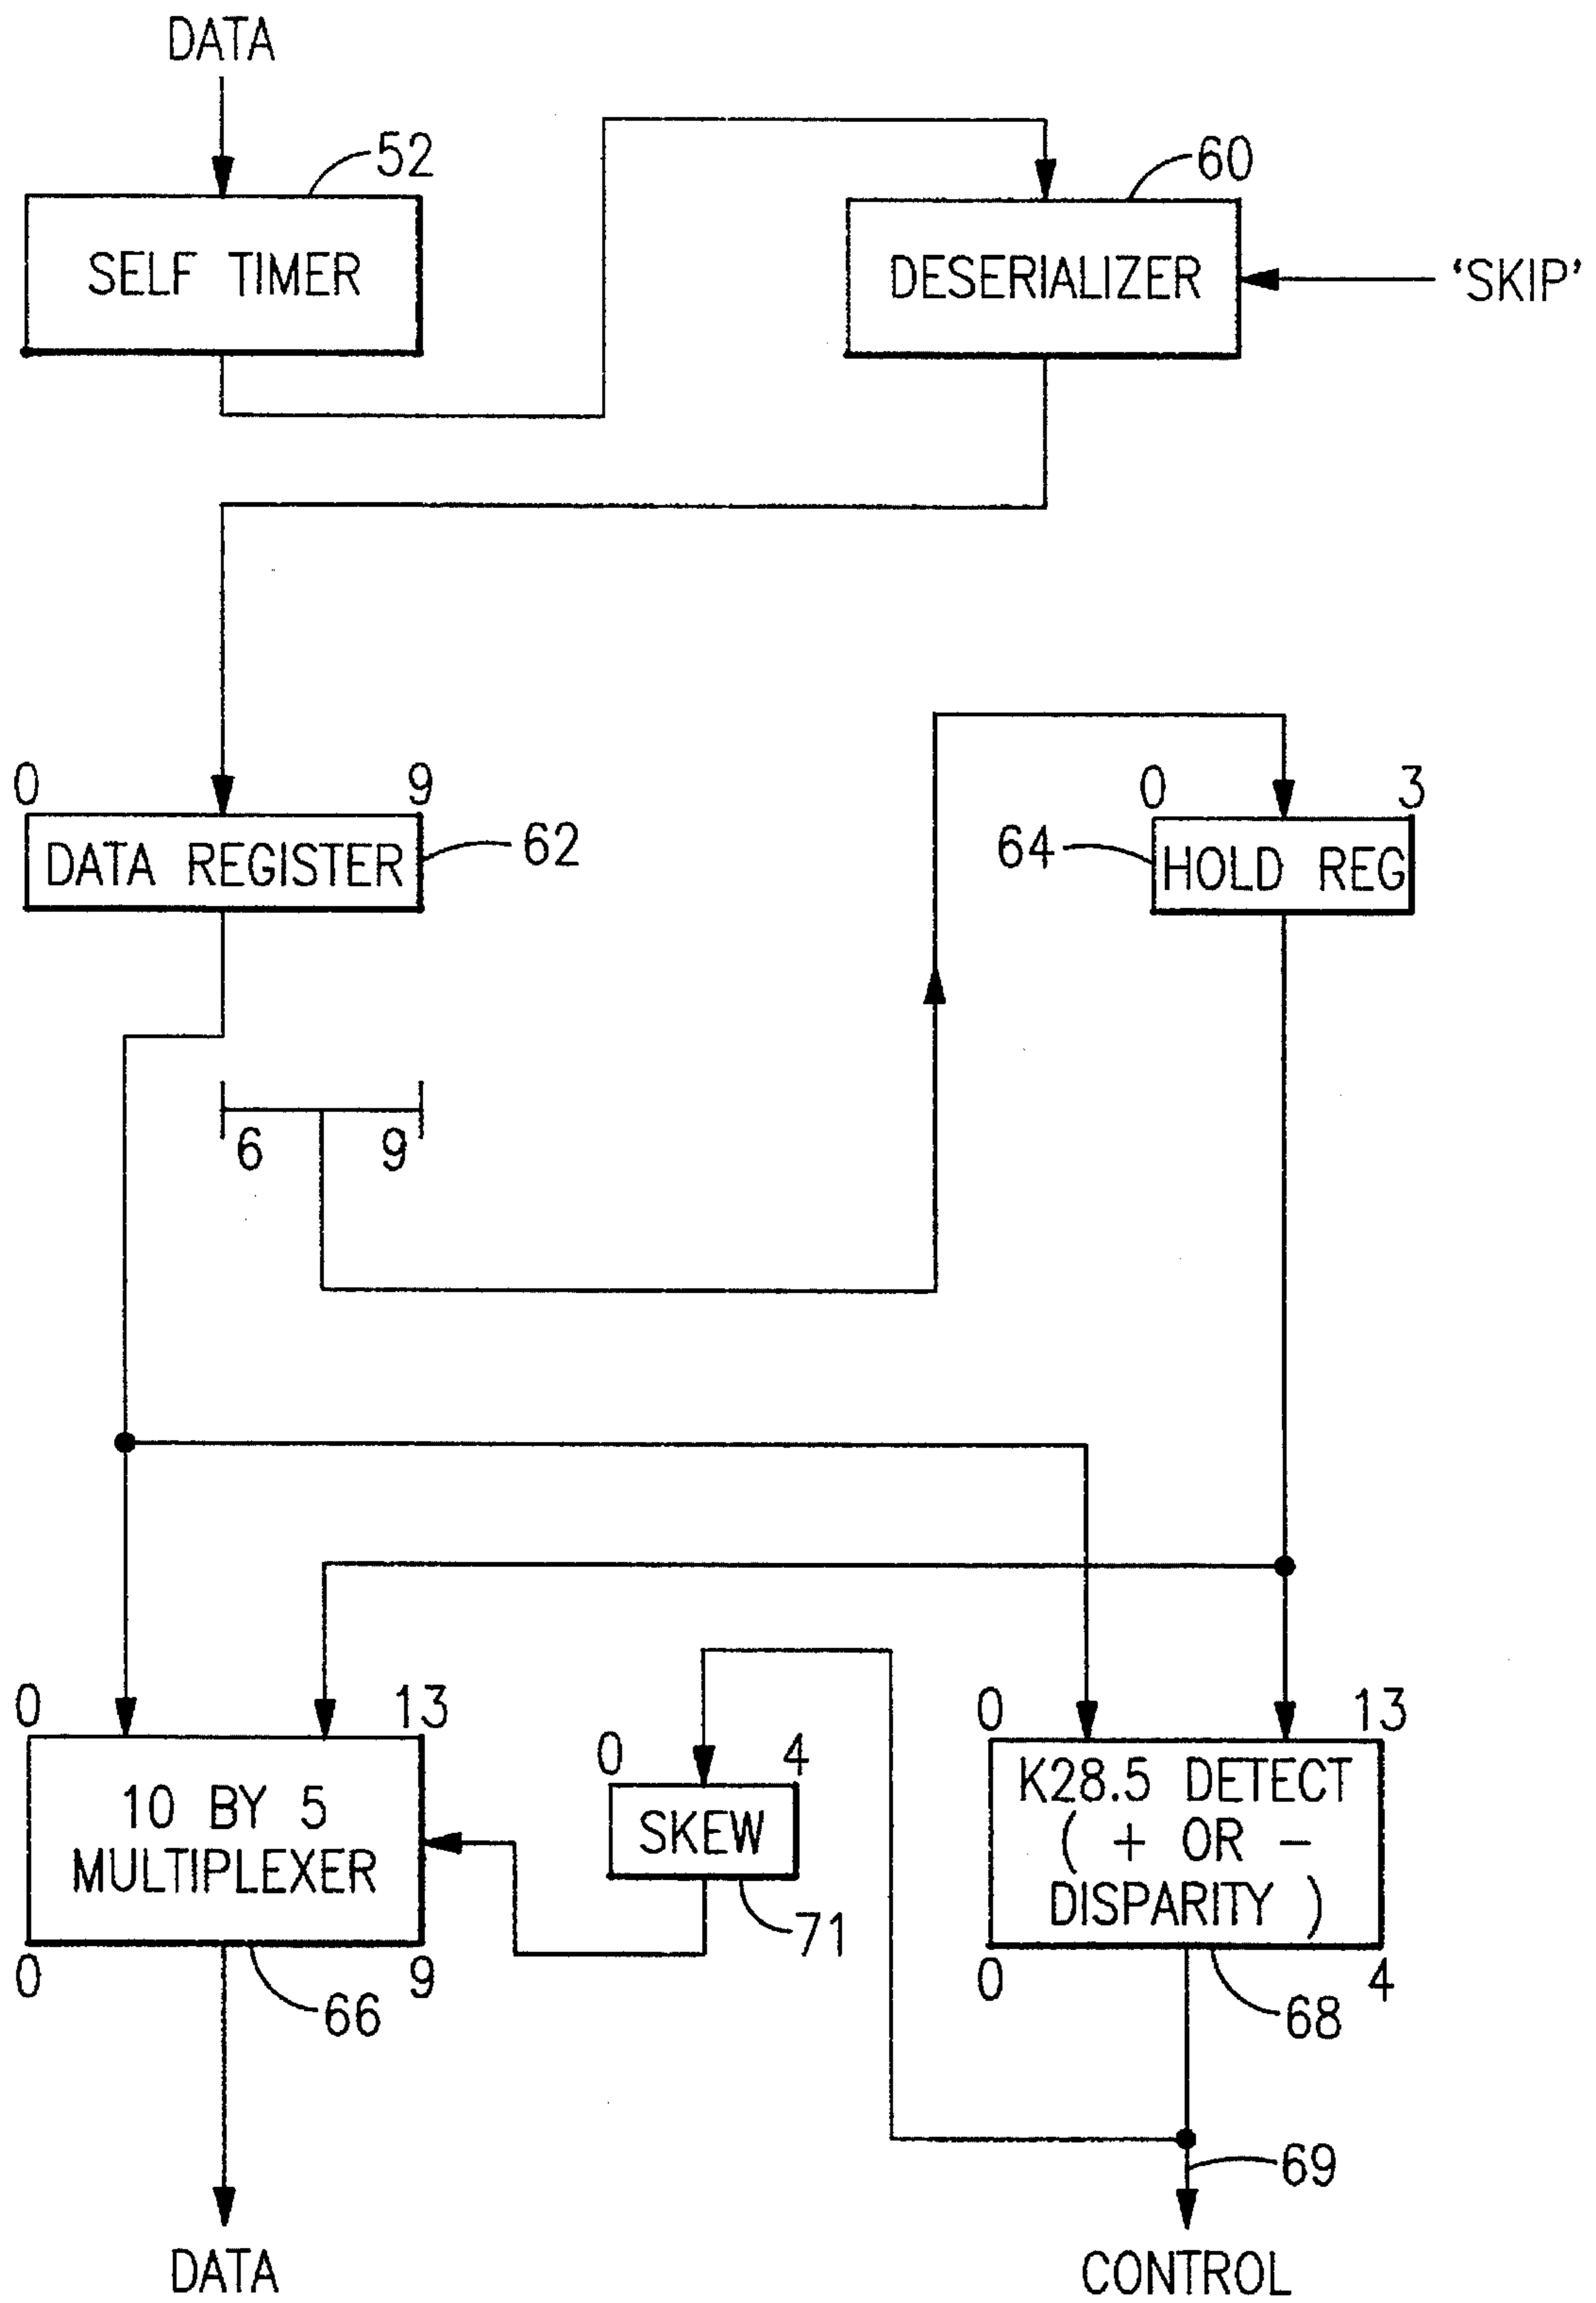 DATA
52
60
SELF TIMER
DESERIALIZER
‘SKIP’
0 9
DATA REGISTER
62
0 3
64
HOLD REG
6 9
0 13
10 BY 5
MULTIPLEXER
0 9
66
0 4
SKEW
71
0 13
K28.5 DETECT
( + OR -
DISPARITY )
0 4
68
69
DATA
CONTROL